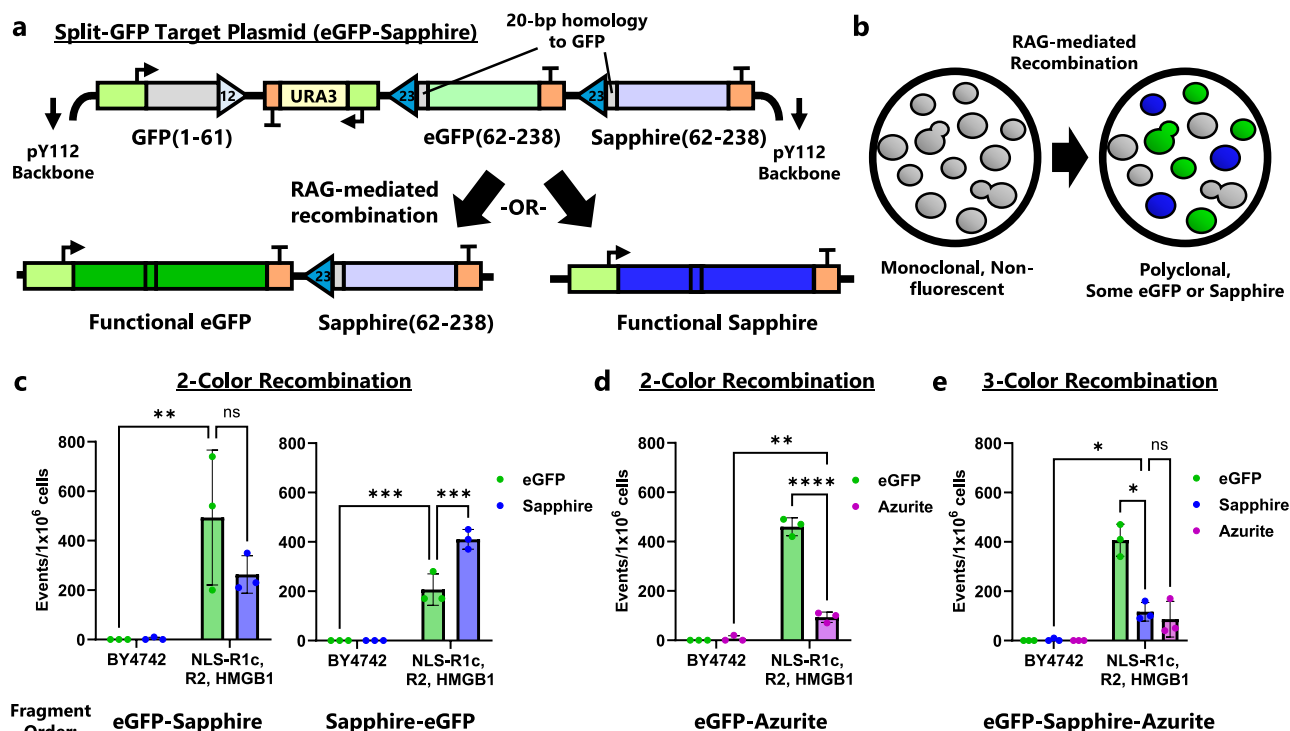 a
Split-GFP Target Plasmid (eGFP-Sapphire)
20-bp homology
to GFP
12
URA3
23
23
GFP(1-61)
eGFP(62-238)
Sapphire(62-238)
pY112
Backbone
pY112
Backbone
RAG-mediated
recombination
-OR-
23
Functional eGFP
Sapphire(62-238)
Functional Sapphire
b
RAG-mediated
Recombination
Monoclonal, Non-
fluorescent
Polyclonal,
Some eGFP or Sapphire
c
2-Color Recombination
Events/1x10⁶ cells
800
600
400
200
0
**
ns
BY4742
NLS-R1c,
R2, HMGB1
800
600
400
200
0
***
***
eGFP
Sapphire
BY4742
NLS-R1c,
R2, HMGB1
d
2-Color Recombination
Events/1x10⁶ cells
800
600
400
200
0
**
****
eGFP
Azurite
BY4742
NLS-R1c,
R2, HMGB1
e
3-Color Recombination
Events/1x10⁶ cells
800
600
400
200
0
*
ns
*
eGFP
Sapphire
Azurite
BY4742
NLS-R1c,
R2, HMGB1
Fragment
Order:
eGFP-Sapphire
Sapphire-eGFP
eGFP-Azurite
eGFP-Sapphire-Azurite